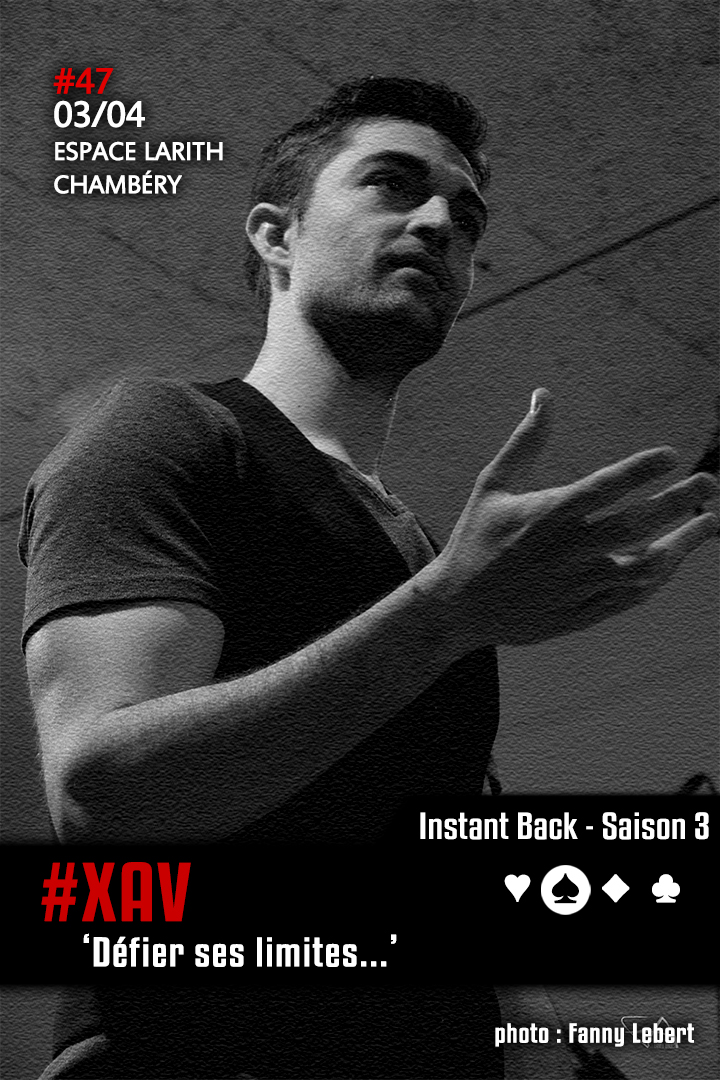 #47
03/04
ESPACE LARITH
CHAMBÉRY
Instant Back - Saison 3
#XAV
‘Défier ses limites...’
photo : Fanny Lebert